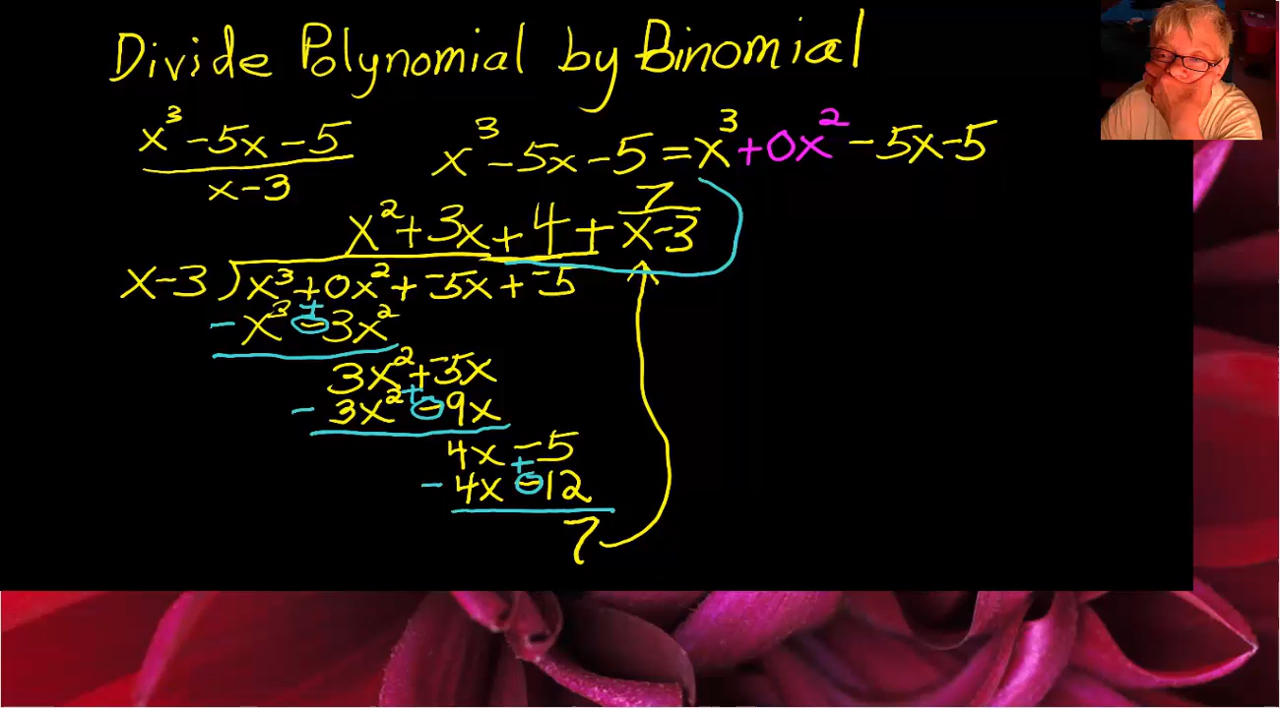 Divide Polynomial by Binomial
x³ -5x -5
x-3
x³ -5x -5 = x³ +0x² -5x -5
7
x² +3x + 4 + x-3
x-3 x³ +0x² + -5x + -5
- x³ - + 3x²
3x² + -5x
- 3x² - + 9x
4x -5
- 4x - + 12
7